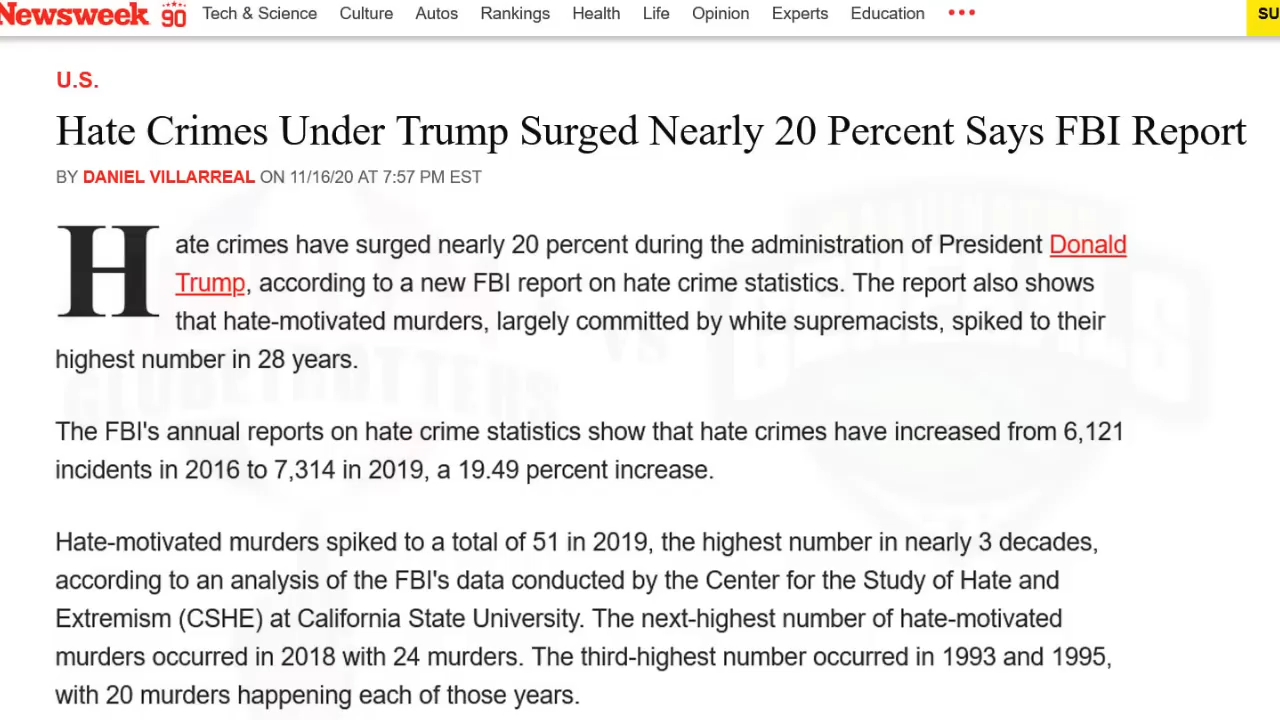 Newsweek 90 Tech & Science Culture Autos Rankings Health Life Opinion Experts Education ••• SU
U.S.
Hate Crimes Under Trump Surged Nearly 20 Percent Says FBI Report
BY DANIEL VILLARREAL ON 11/16/20 AT 7:57 PM EST
Hate crimes have surged nearly 20 percent during the administration of President Donald
Trump, according to a new FBI report on hate crime statistics. The report also shows
that hate-motivated murders, largely committed by white supremacists, spiked to their
highest number in 28 years.
The FBI's annual reports on hate crime statistics show that hate crimes have increased from 6,121
incidents in 2016 to 7,314 in 2019, a 19.49 percent increase.
Hate-motivated murders spiked to a total of 51 in 2019, the highest number in nearly 3 decades,
according to an analysis of the FBI's data conducted by the Center for the Study of Hate and
Extremism (CSHE) at California State University. The next-highest number of hate-motivated
murders occurred in 2018 with 24 murders. The third-highest number occurred in 1993 and 1995,
with 20 murders happening each of those years.
GLOBETROTTERS
VS
WASHINGTON
GENERALS